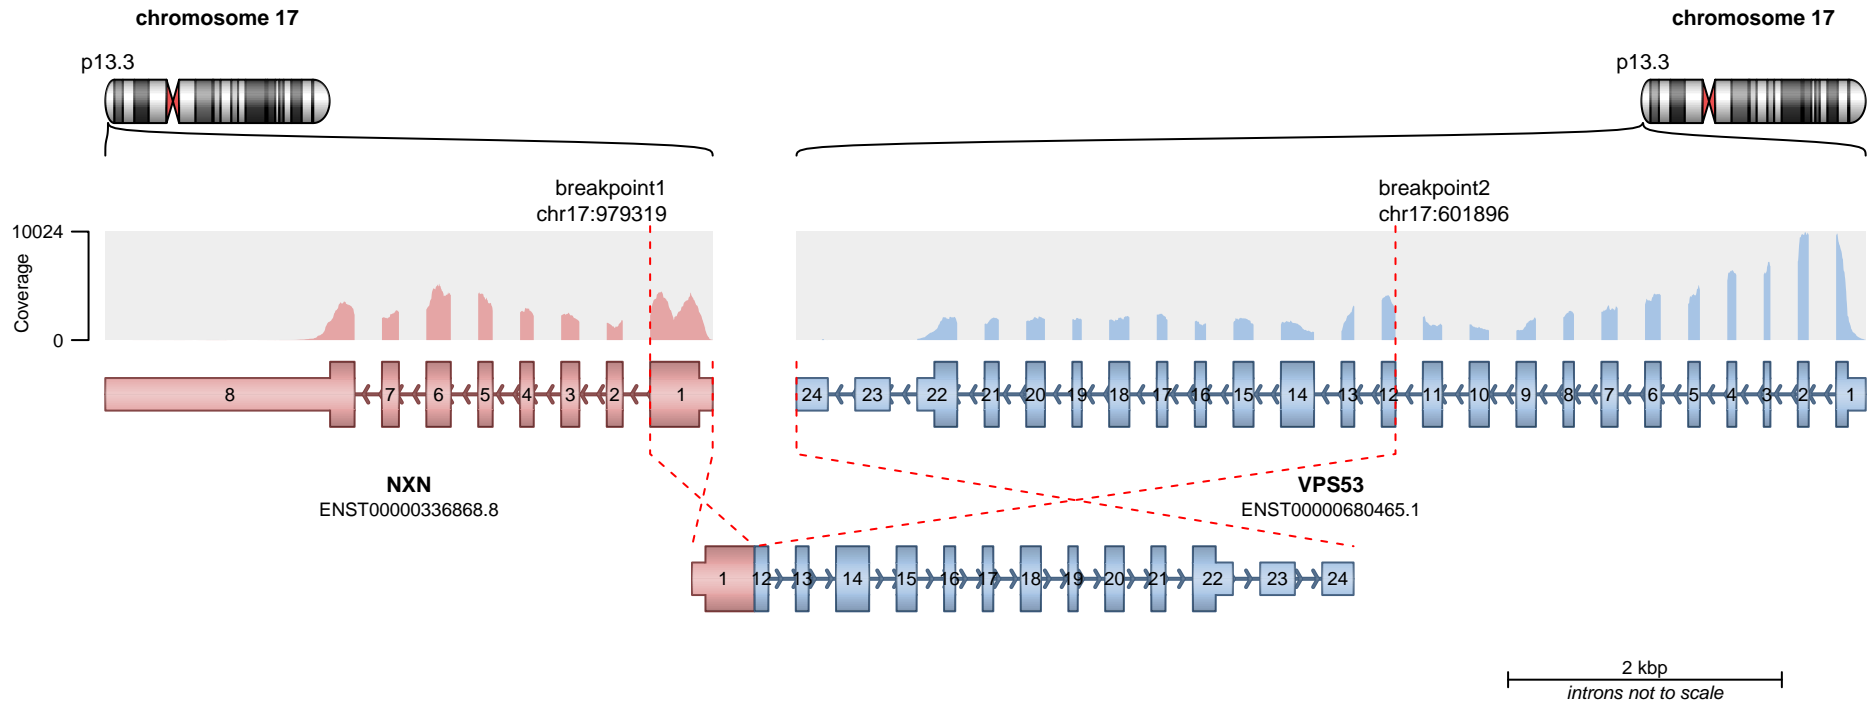 chromosome 17
chromosome 17
p13.3
p13.3
breakpoint1
chr17:979319
breakpoint2
chr17:601896
10024
Coverage
0
8 7 6 5 4 3 2 1
24 23 22 21 20 19 18 17 16 15 14 13 12 11 10 9 8 7 6 5 4 3 2 1
NXN
ENST00000336868.8
VPS53
ENST00000680465.1
1 12 13 14 15 16 17 18 19 20 21 22 23 24
2 kbp
introns not to scale